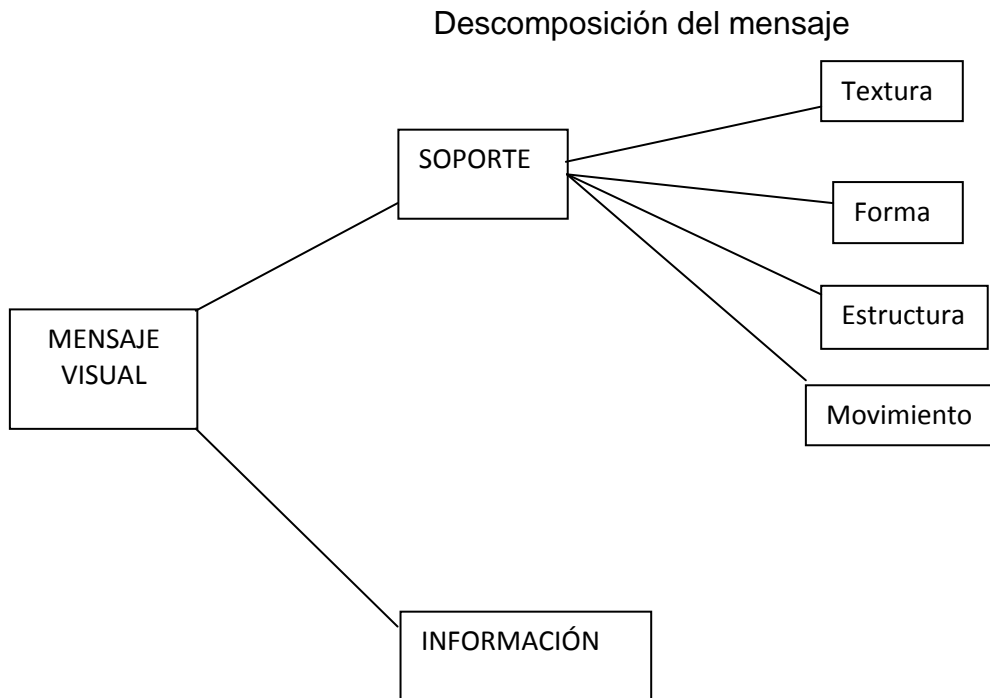 Descomposición del mensaje
Textura
SOPORTE
Forma
Estructura
MENSAJE
VISUAL
Movimiento
INFORMACIÓN